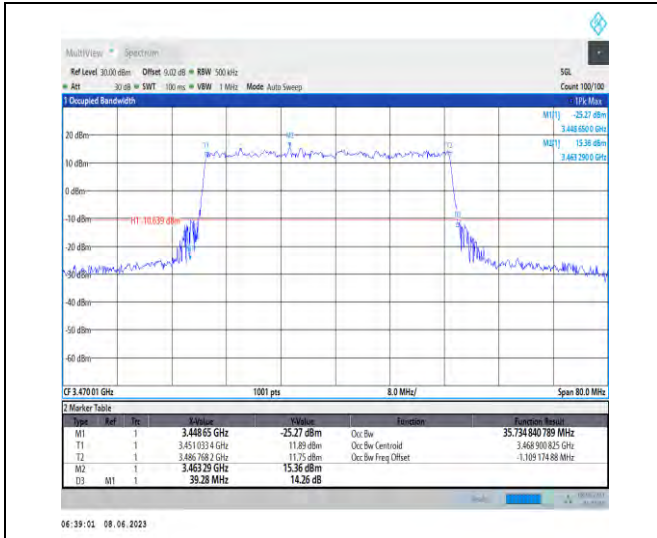 MultiView Spectrum
Ref Level 30.00 dBm Offset 9.02 dB RBW 500 kHz SGL
Att 30 dB SWT 100 ms VBW 1 MHz Mode Auto Sweep Count 100/100
1 Occupied Bandwidth 1Pk Max
M1[1] -25.27 dBm
3.448 650 0 GHz
M2[1] 15.36 dBm
3.463 290 0 GHz
20 dBm
T1 M2 T2
10 dBm
0 dBm
-10 dBm
H1 -10.639 dBm
-20 dBm
-30 dBm
-40 dBm
-50 dBm
-60 dBm
CF 3.470 01 GHz 1001 pts 8.0 MHz/ Span 80.0 MHz
2 Marker Table
Type Ref Trc X-Value Y-Value Function Function Result
M1 1 3.448 65 GHz -25.27 dBm Occ Bw 35.734 840 789 MHz
T1 1 3.451 033 4 GHz 11.89 dBm Occ Bw Centroid 3.468 900 825 GHz
T2 1 3.486 768 2 GHz 11.75 dBm Occ Bw Freq Offset -1.109 174 88 MHz
M2 1 3.463 29 GHz 15.36 dBm
D3 M1 1 39.28 MHz 14.26 dB
06:39:01 08.06.2023